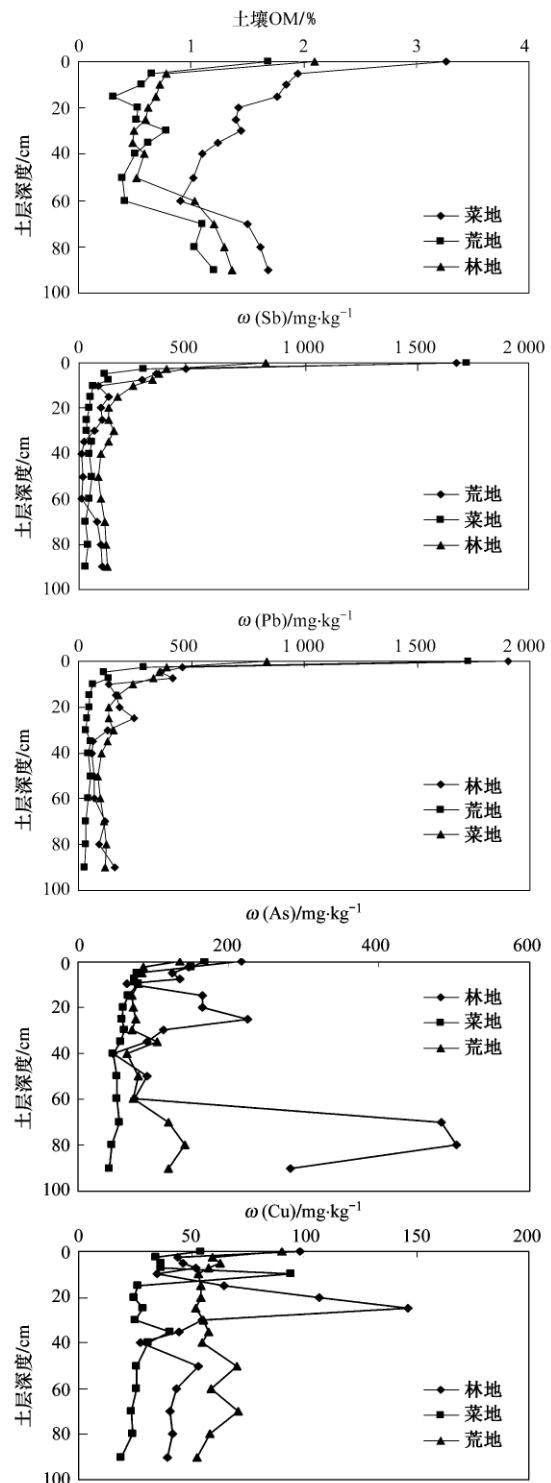 土壤OM/%
0 1 2 3 4
0
20
40
60
80
100
土层深度/cm
菜地
荒地
林地
ω(Sb)/mg·kg⁻¹
0 500 1 000 1 500 2 000
0
20
40
60
80
100
土层深度/cm
荒地
菜地
林地
ω(Pb)/mg·kg⁻¹
0 500 1 000 1 500 2 000
0
20
40
60
80
100
土层深度/cm
林地
荒地
菜地
ω(As)/mg·kg⁻¹
0 200 400 600
0
20
40
60
80
100
土层深度/cm
林地
菜地
荒地
ω(Cu)/mg·kg⁻¹
0 50 100 150 200
0
20
40
60
80
100
土层深度/cm
林地
菜地
荒地